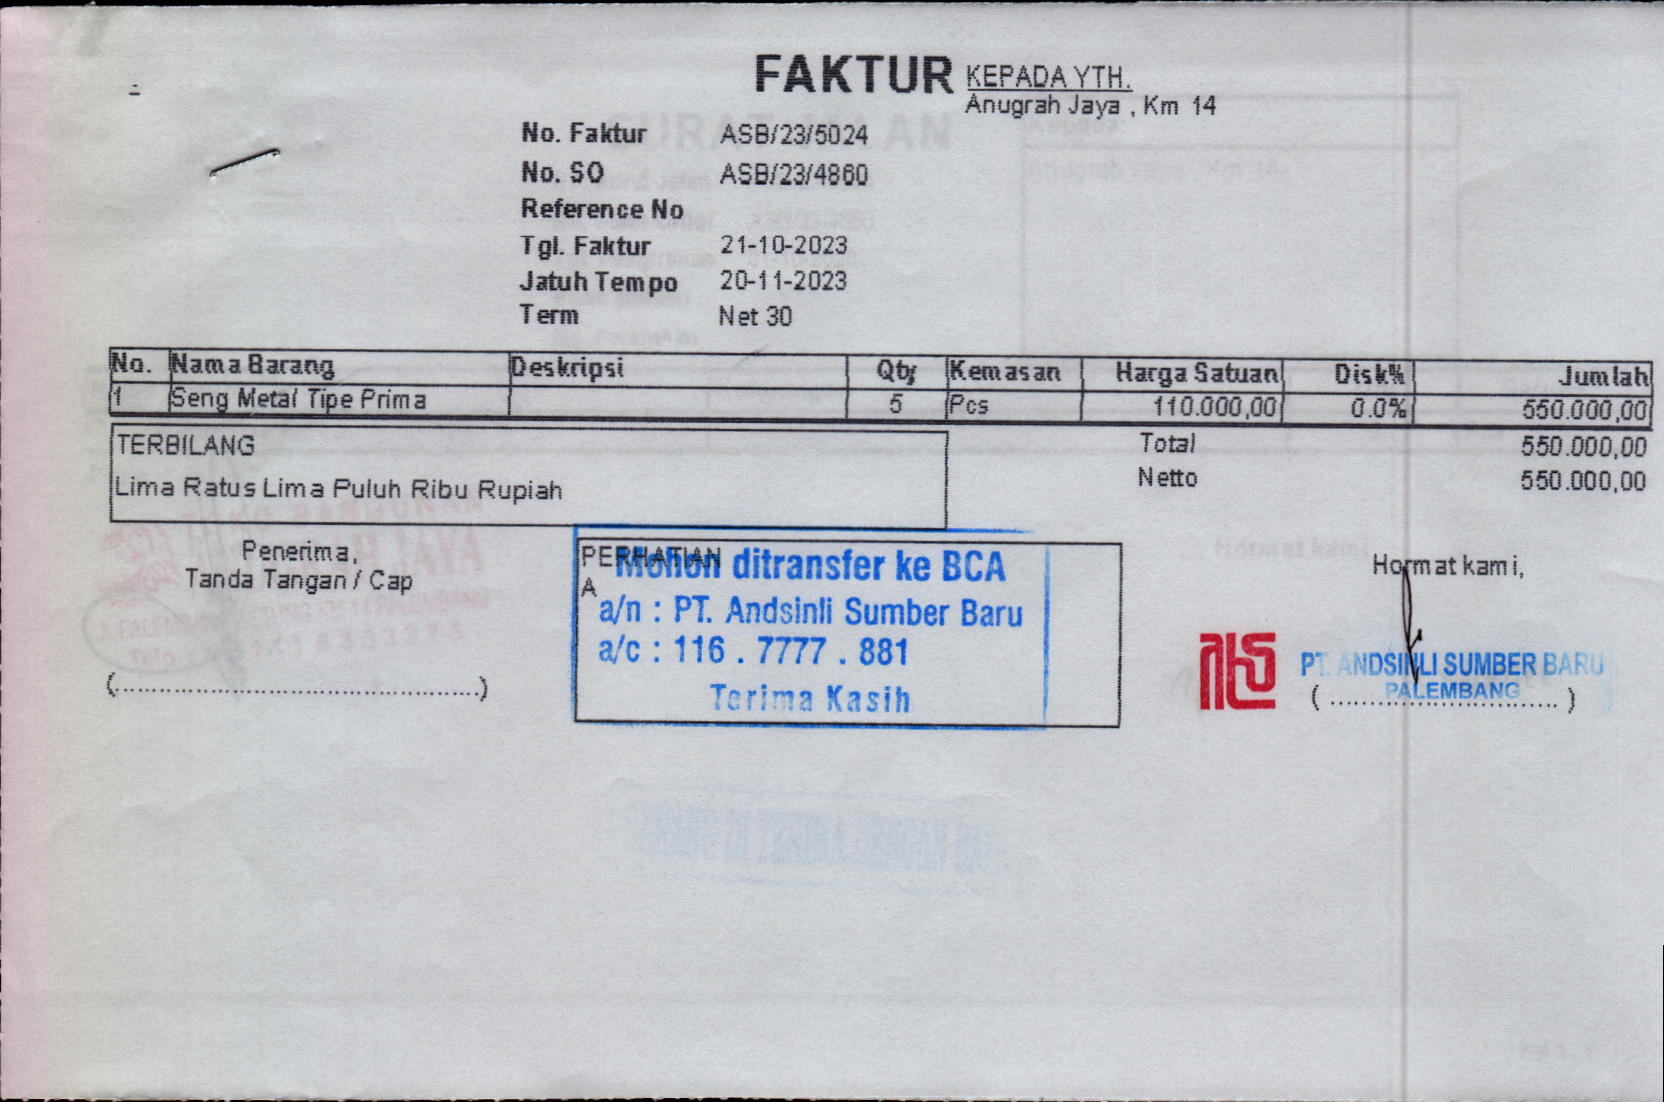 FAKTUR
KEPADA YTH.
Anugrah Jaya , Km 14
No. Faktur ASB/23/5024
No. SO ASB/23/4860
Reference No
Tgl. Faktur 21-10-2023
Jatuh Tempo 20-11-2023
Term Net 30
No. Nama Barang Deskripsi Qty Kemasan Harga Satuan Disk% Jumlah
1 Seng Metal Tipe Prima 5 Pcs 110.000,00 0.0% 550.000,00
TERBILANG
Lima Ratus Lima Puluh Ribu Rupiah
Total 550.000,00
Netto 550.000,00
Penerima,
Tanda Tangan / Cap
(................................................)
PERHATIAN
A
Mohon ditransfer ke BCA
a/n : PT. Andsinli Sumber Baru
a/c : 116 . 7777 . 881
Terima Kasih
Hormat kami,
PT. ANDSINLI SUMBER BARU
PALEMBANG
( ............................... )